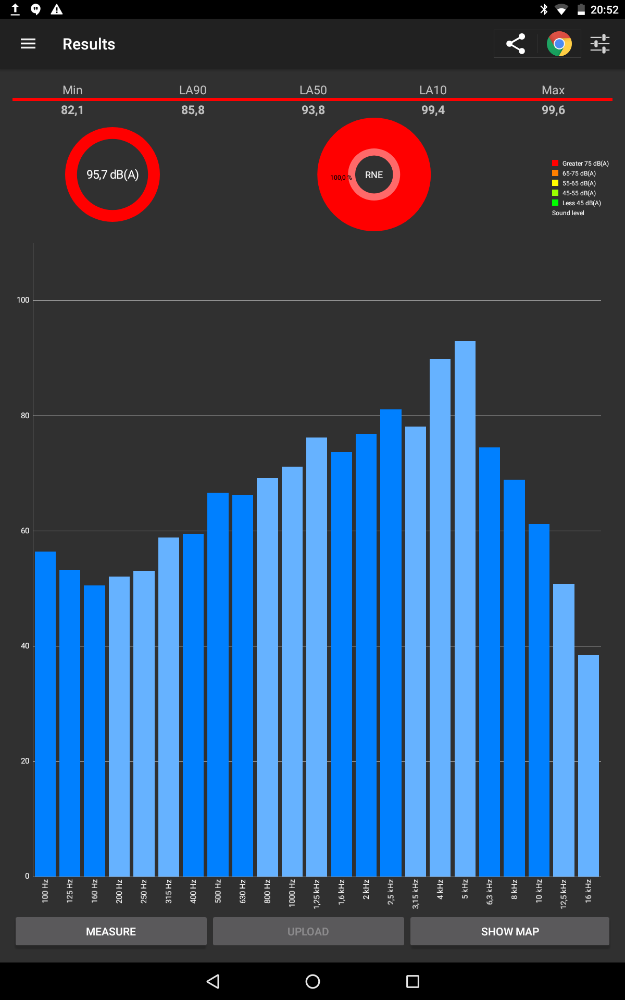 20:52
Results
Min LA90 LA50 LA10 Max
82,1 85,8 93,8 99,4 99,6
95,7 dB(A)
100,0 %
RNE
Greater 75 dB(A)
65-75 dB(A)
55-65 dB(A)
45-55 dB(A)
Less 45 dB(A)
Sound level
100
80
60
40
20
0
100 Hz 125 Hz 160 Hz 200 Hz 250 Hz 315 Hz 400 Hz 500 Hz 630 Hz 800 Hz 1000 Hz 1,25 kHz 1,6 kHz 2 kHz 2,5 kHz 3,15 kHz 4 kHz 5 kHz 6,3 kHz 8 kHz 10 kHz 12,5 kHz 16 kHz
MEASURE UPLOAD SHOW MAP